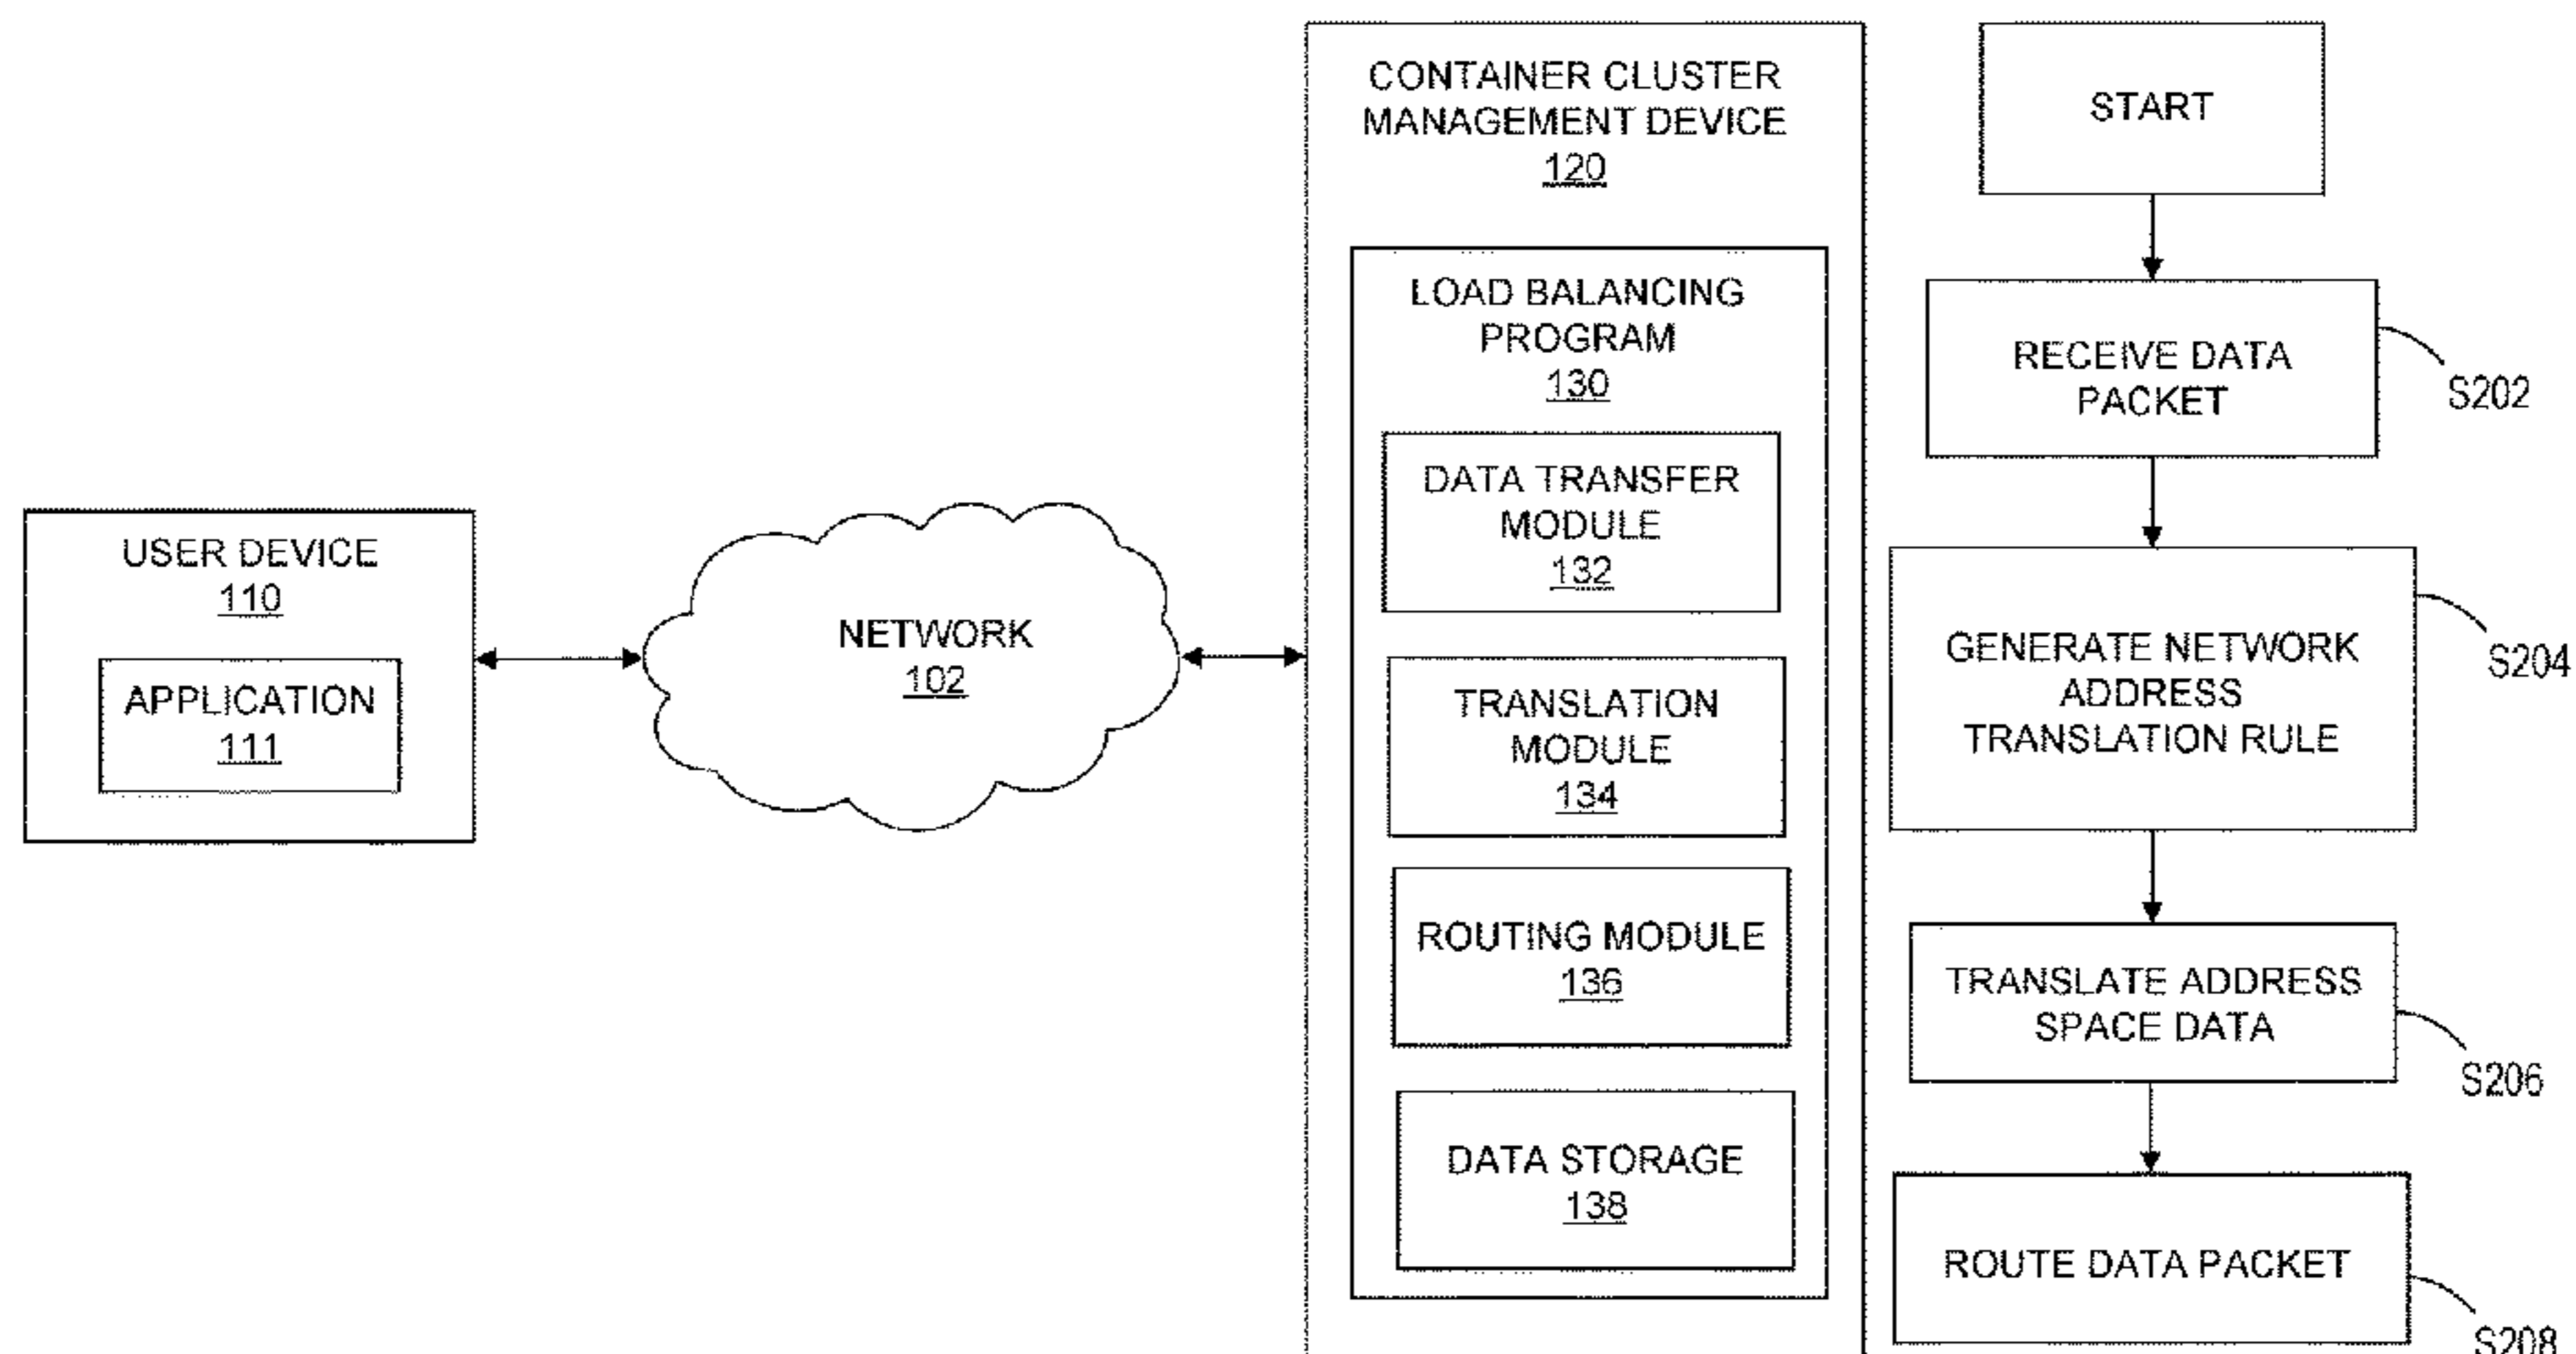 USER DEVICE
110
APPLICATION
111
NETWORK
102
CONTAINER CLUSTER
MANAGEMENT DEVICE
120
LOAD BALANCING
PROGRAM
130
DATA TRANSFER
MODULE
132
TRANSLATION
MODULE
134
ROUTING MODULE
136
DATA STORAGE
138
START
RECEIVE DATA
PACKET
S202
GENERATE NETWORK
ADDRESS
TRANSLATION RULE
S204
TRANSLATE ADDRESS
SPACE DATA
S206
ROUTE DATA PACKET
S208